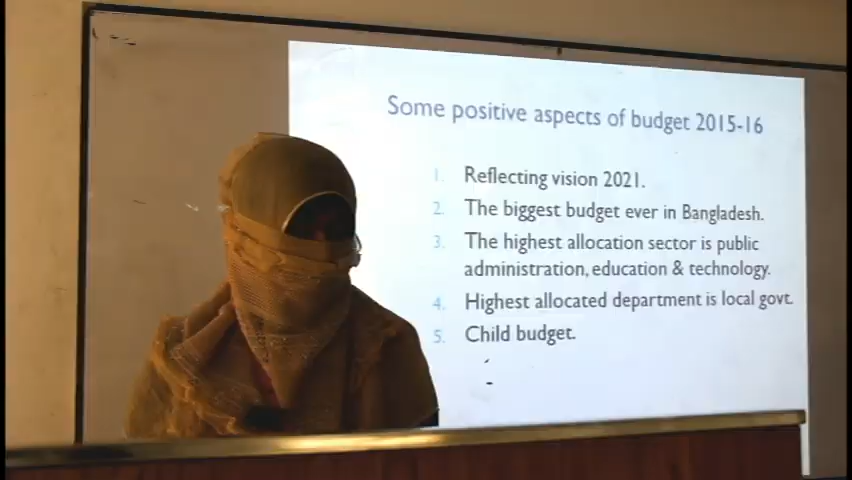 Some positive aspects of budget 2015-16
1. Reflecting vision 2021.
2. The biggest budget ever in Bangladesh.
3. The highest allocation sector is public
administration, education & technology.
4. Highest allocated department is local govt.
5. Child budget.